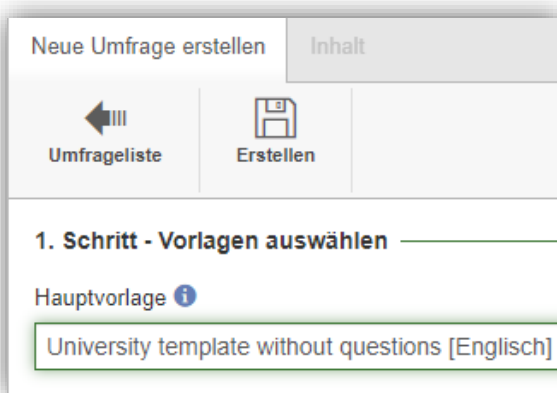 Neue Umfrage erstellen Inhalt
Umfrageliste Erstellen
1. Schritt - Vorlagen auswählen
Hauptvorlage
University template without questions [Englisch]